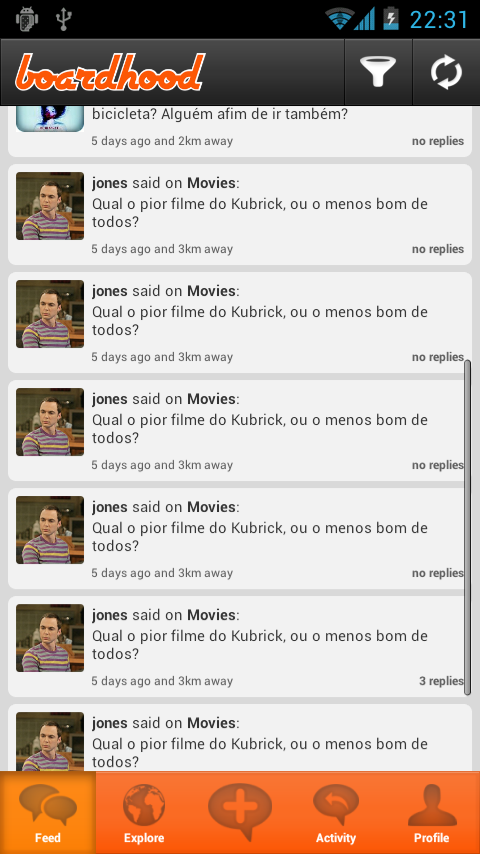 22:31
boardhood
bicicleta? Alguém afim de ir também?
5 days ago and 2km away no replies
jones said on Movies:
Qual o pior filme do Kubrick, ou o menos bom de
todos?
5 days ago and 3km away no replies
jones said on Movies:
Qual o pior filme do Kubrick, ou o menos bom de
todos?
5 days ago and 3km away no replies
jones said on Movies:
Qual o pior filme do Kubrick, ou o menos bom de
todos?
5 days ago and 3km away no replies
jones said on Movies:
Qual o pior filme do Kubrick, ou o menos bom de
todos?
5 days ago and 3km away no replies
jones said on Movies:
Qual o pior filme do Kubrick, ou o menos bom de
todos?
5 days ago and 3km away 3 replies
jones said on Movies:
Qual o pior filme do Kubrick, ou o menos bom de
todos?
Feed Explore Activity Profile